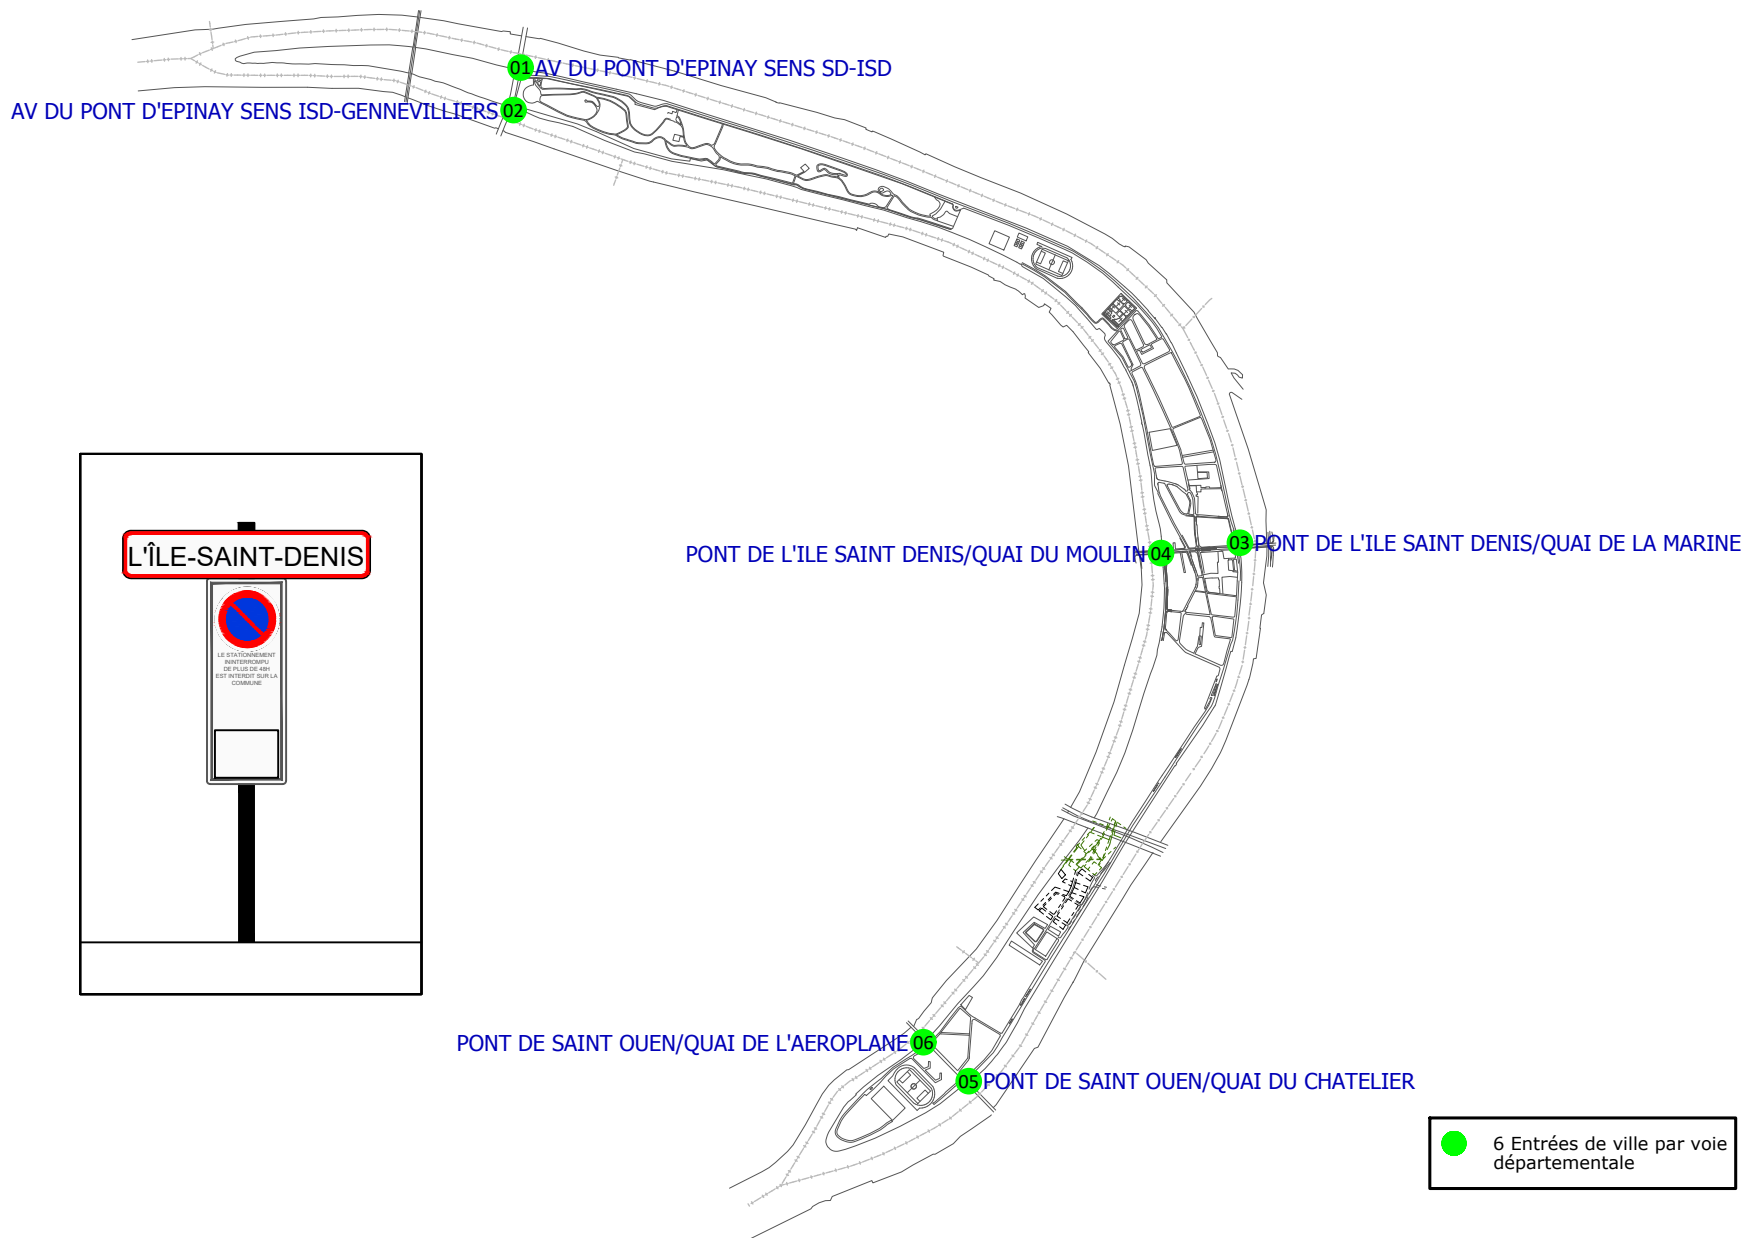 01 AV DU PONT D'EPINAY SENS SD-ISD
AV DU PONT D'EPINAY SENS ISD-GENNEVILLIERS 02
L'ÎLE-SAINT-DENIS
LE STATIONNEMENT
ININTERROMPU
DE PLUS DE 48H
EST INTERDIT SUR LA
COMMUNE
03 PONT DE L'ILE SAINT DENIS/QUAI DE LA MARINE
PONT DE L'ILE SAINT DENIS/QUAI DU MOULIN 04
PONT DE SAINT OUEN/QUAI DE L'AEROPLANE 06
05 PONT DE SAINT OUEN/QUAI DU CHATELIER
6 Entrées de ville par voie
départementale